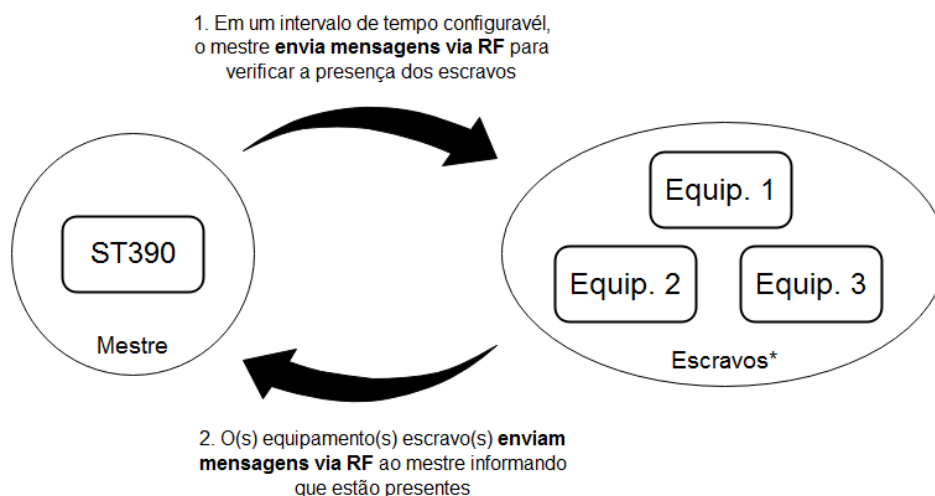 1. Em um intervalo de tempo configuravél,
o mestre envia mensagens via RF para
verificar a presença dos escravos
ST390
Mestre
Equip. 1
Equip. 2
Equip. 3
Escravos*
2. O(s) equipamento(s) escravo(s) enviam
mensagens via RF ao mestre informando
que estão presentes